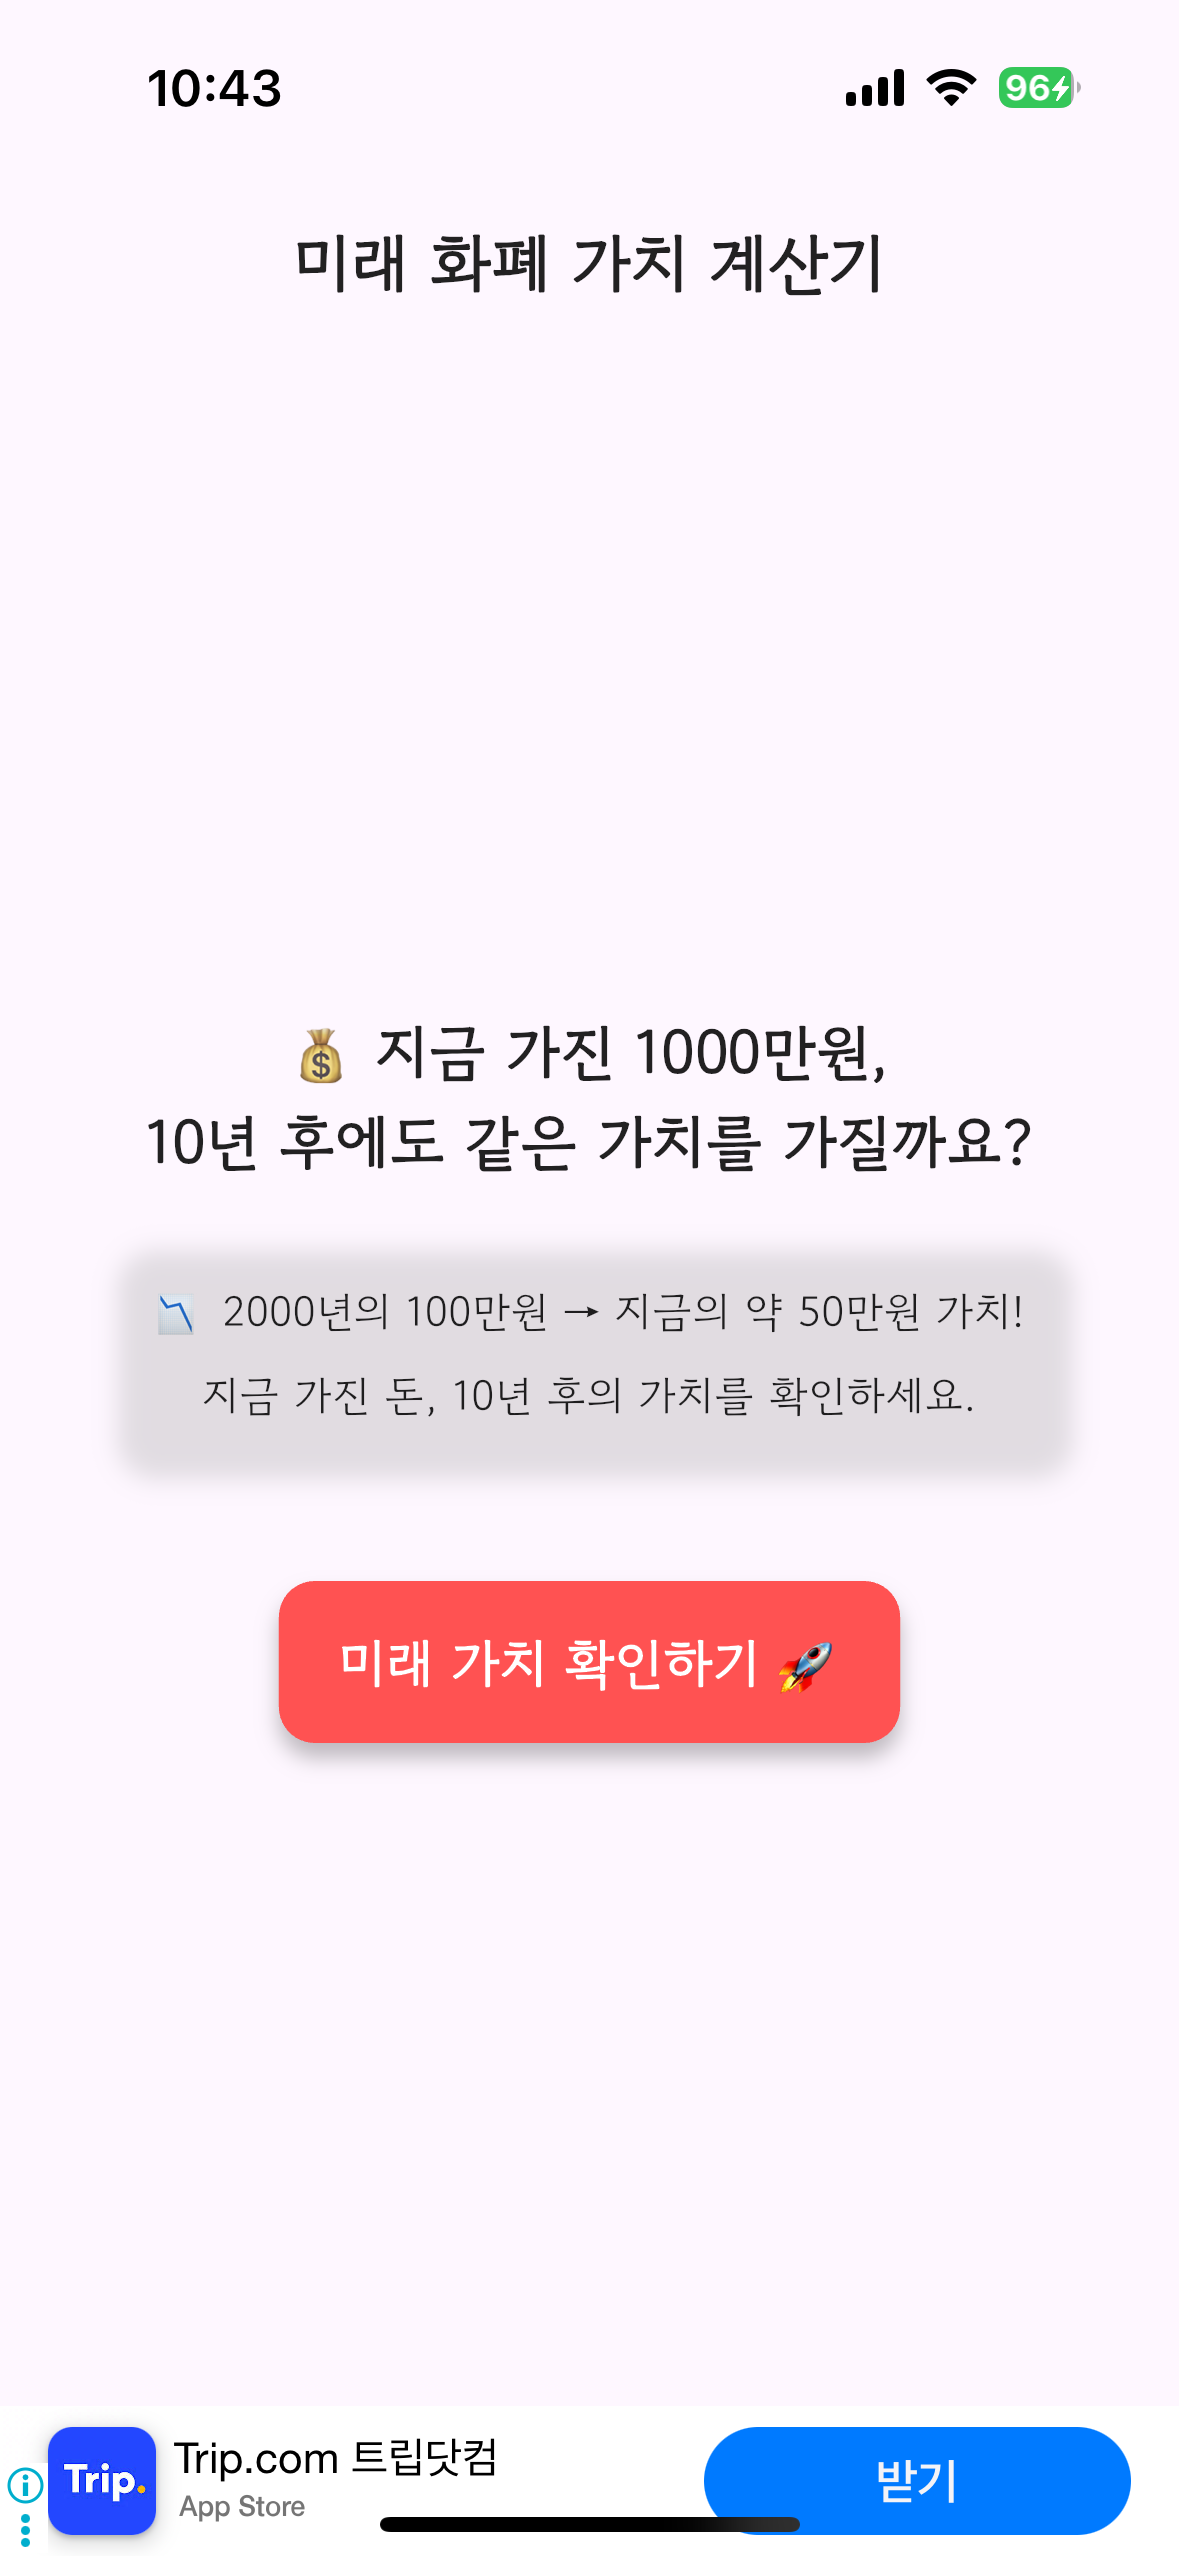 10:43
96
미래 화폐 가치 계산기
💰 지금 가진 1000만원,
10년 후에도 같은 가치를 가질까요?
📉 2000년의 100만원 → 지금의 약 50만원 가치!
지금 가진 돈, 10년 후의 가치를 확인하세요.
미래 가치 확인하기 🚀
Trip.
Trip.com 트립닷컴
App Store
받기